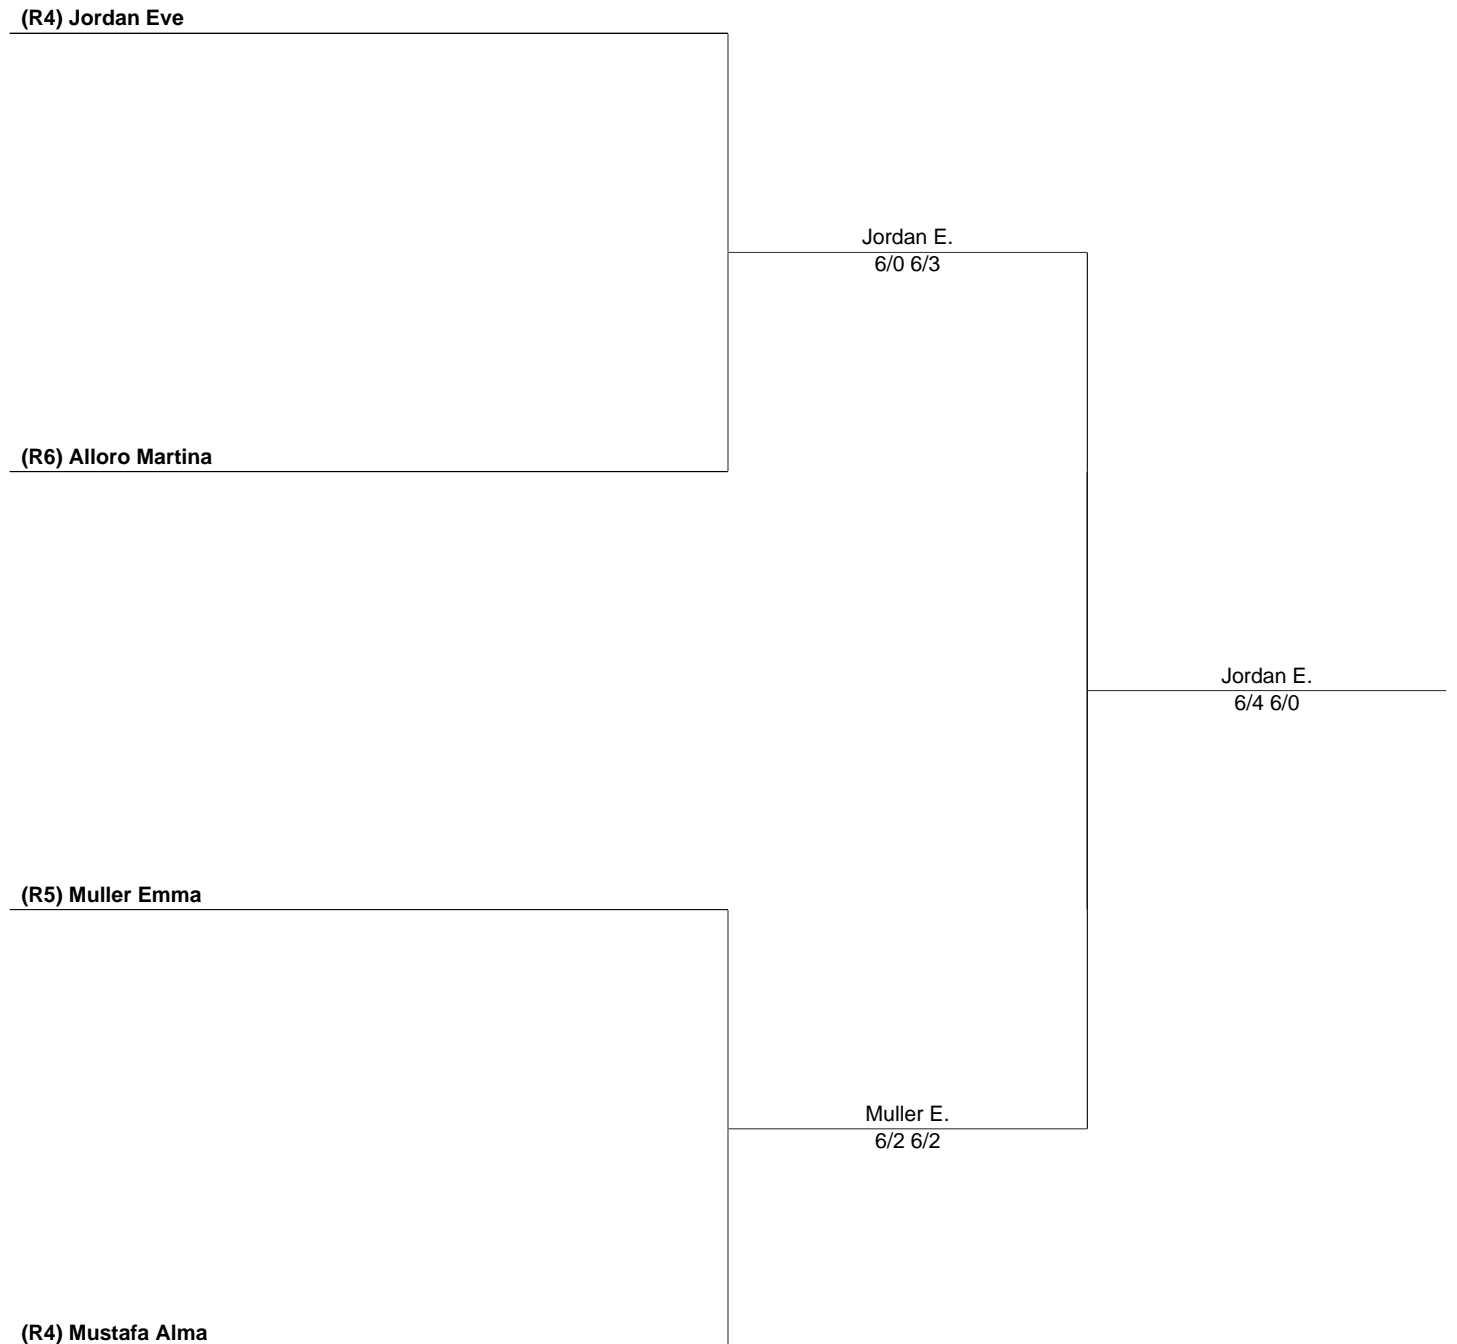 (R4) Jordan Eve
Jordan E.
6/0 6/3
(R6) Alloro Martina
Jordan E.
6/4 6/0
(R5) Muller Emma
Muller E.
6/2 6/2
(R4) Mustafa Alma